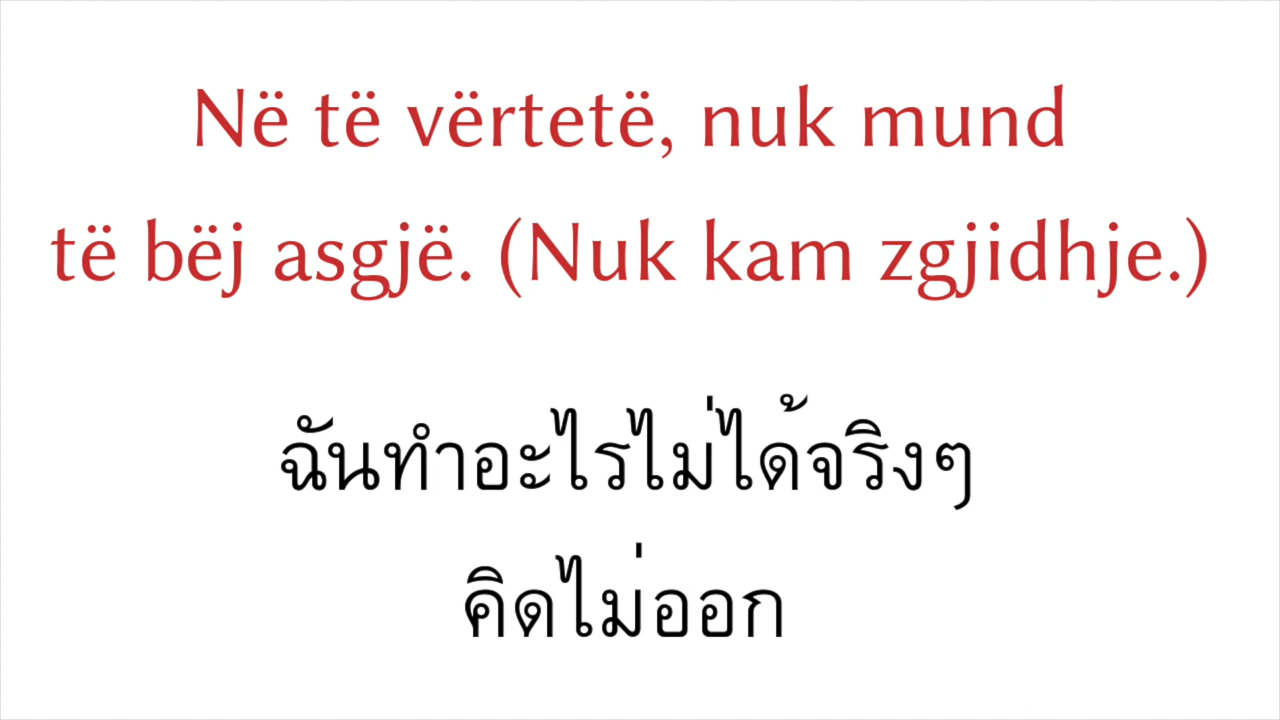 Në të vërtetë, nuk mund
të bëj asgjë. (Nuk kam zgjidhje.)
ฉันทำอะไรไม่ได้จริงๆ
คิดไม่ออก